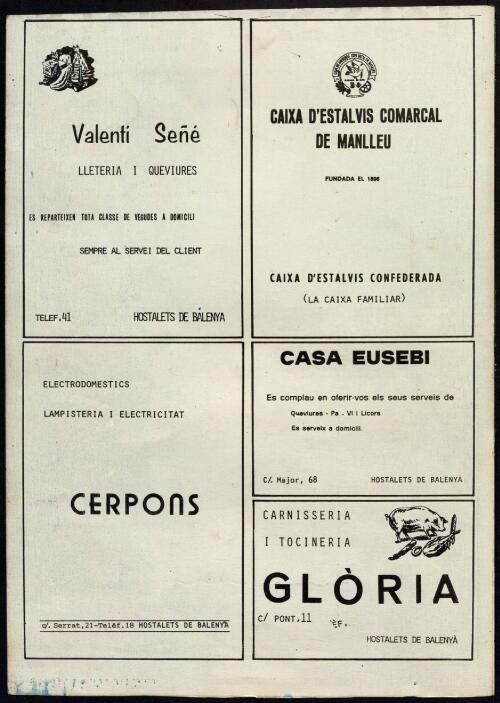 Valentí Señé
LLETERIA I QUEVIURES
ES REPARTEIXEN TOTA CLASSE DE VEGUDES A DOMICILI
SEMPRE AL SERVEI DEL CLIENT
TELEF.41 HOSTALETS DE BALENYA
CAIXA D'ESTALVIS COMARCAL
DE MANLLEU
FUNDADA EL 1896
CAIXA D'ESTALVIS CONFEDERADA
(LA CAIXA FAMILIAR)
ELECTRODOMESTICS
LAMPISTERIA I ELECTRICITAT
CERPONS
c/. Serrat,21-Telèf.18 HOSTALETS DE BALENYA
CASA EUSEBI
Es complau en oferir-vos els seus serveis de
Queviures - Pa - Vi i Licors
Es serveix a domicili.
C/. Major, 68 HOSTALETS DE BALENYA
CARNISSERIA
I TOCINERIA
GLÒRIA
C/ PONT,11
HOSTALETS DE BALENYÀ